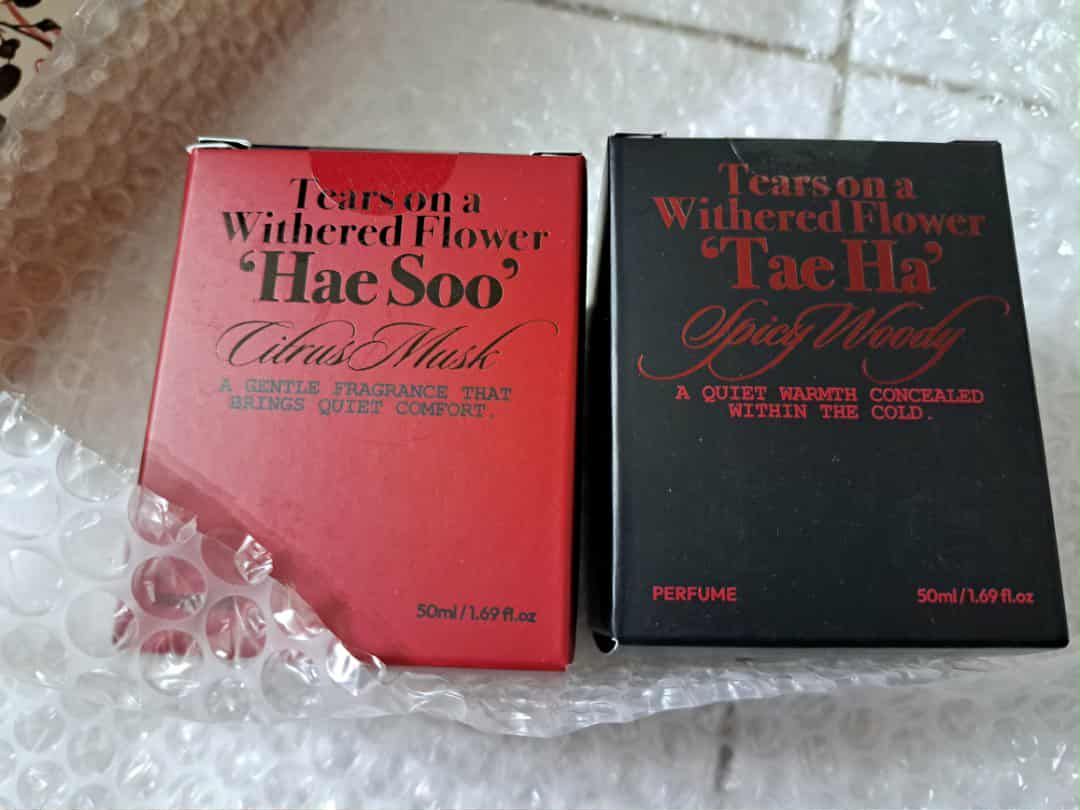 Tears on a
Withered Flower
‘Hae Soo’
Citrus Musk
A GENTLE FRAGRANCE THAT
BRINGS QUIET COMFORT.
50ml / 1.69 fl.oz
Tears on a
Withered Flower
‘Tae Ha’
Spicy Woody
A QUIET WARMTH CONCEALED
WITHIN THE COLD.
PERFUME
50ml / 1.69 fl.oz